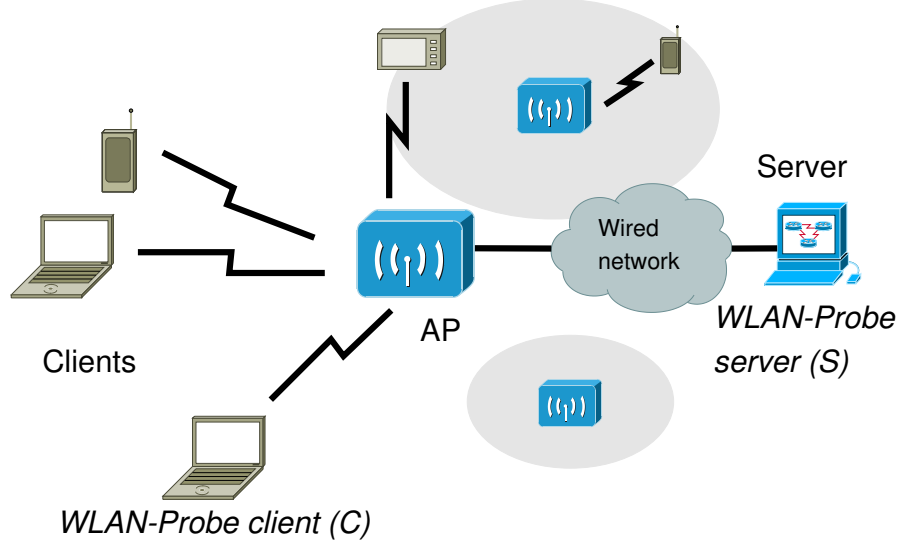 Server
Wired
network
WLAN-Probe
server (S)
AP
Clients
WLAN-Probe client (C)